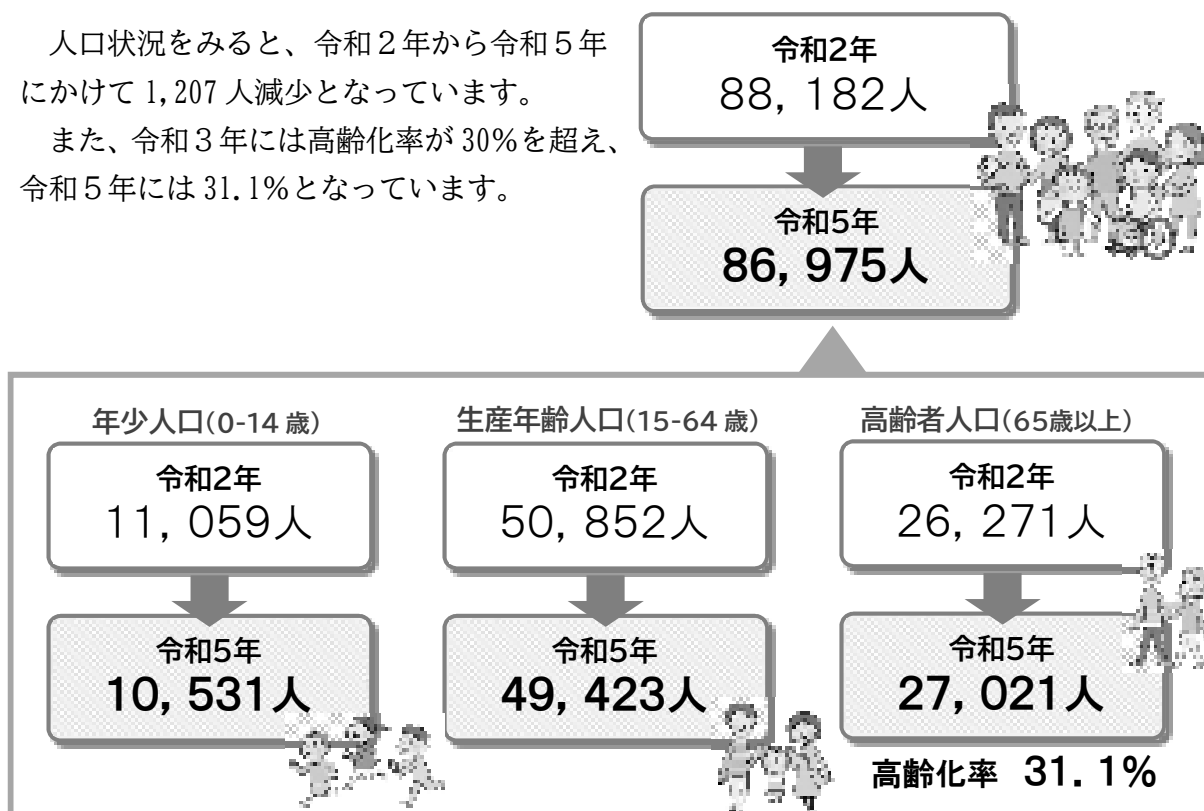 人口状況をみると、令和２年から令和５年
にかけて 1,207 人減少となっています。
また、令和３年には高齢化率が 30%を超え、
令和５年には 31.1%となっています。
令和2年
88,182人
令和5年
86,975人
年少人口(0-14 歳)
令和2年
11,059人
令和5年
10,531人
生産年齢人口(15-64 歳)
令和2年
50,852人
令和5年
49,423人
高齢者人口(65歳以上)
令和2年
26,271人
令和5年
27,021人
高齢化率 31.1%